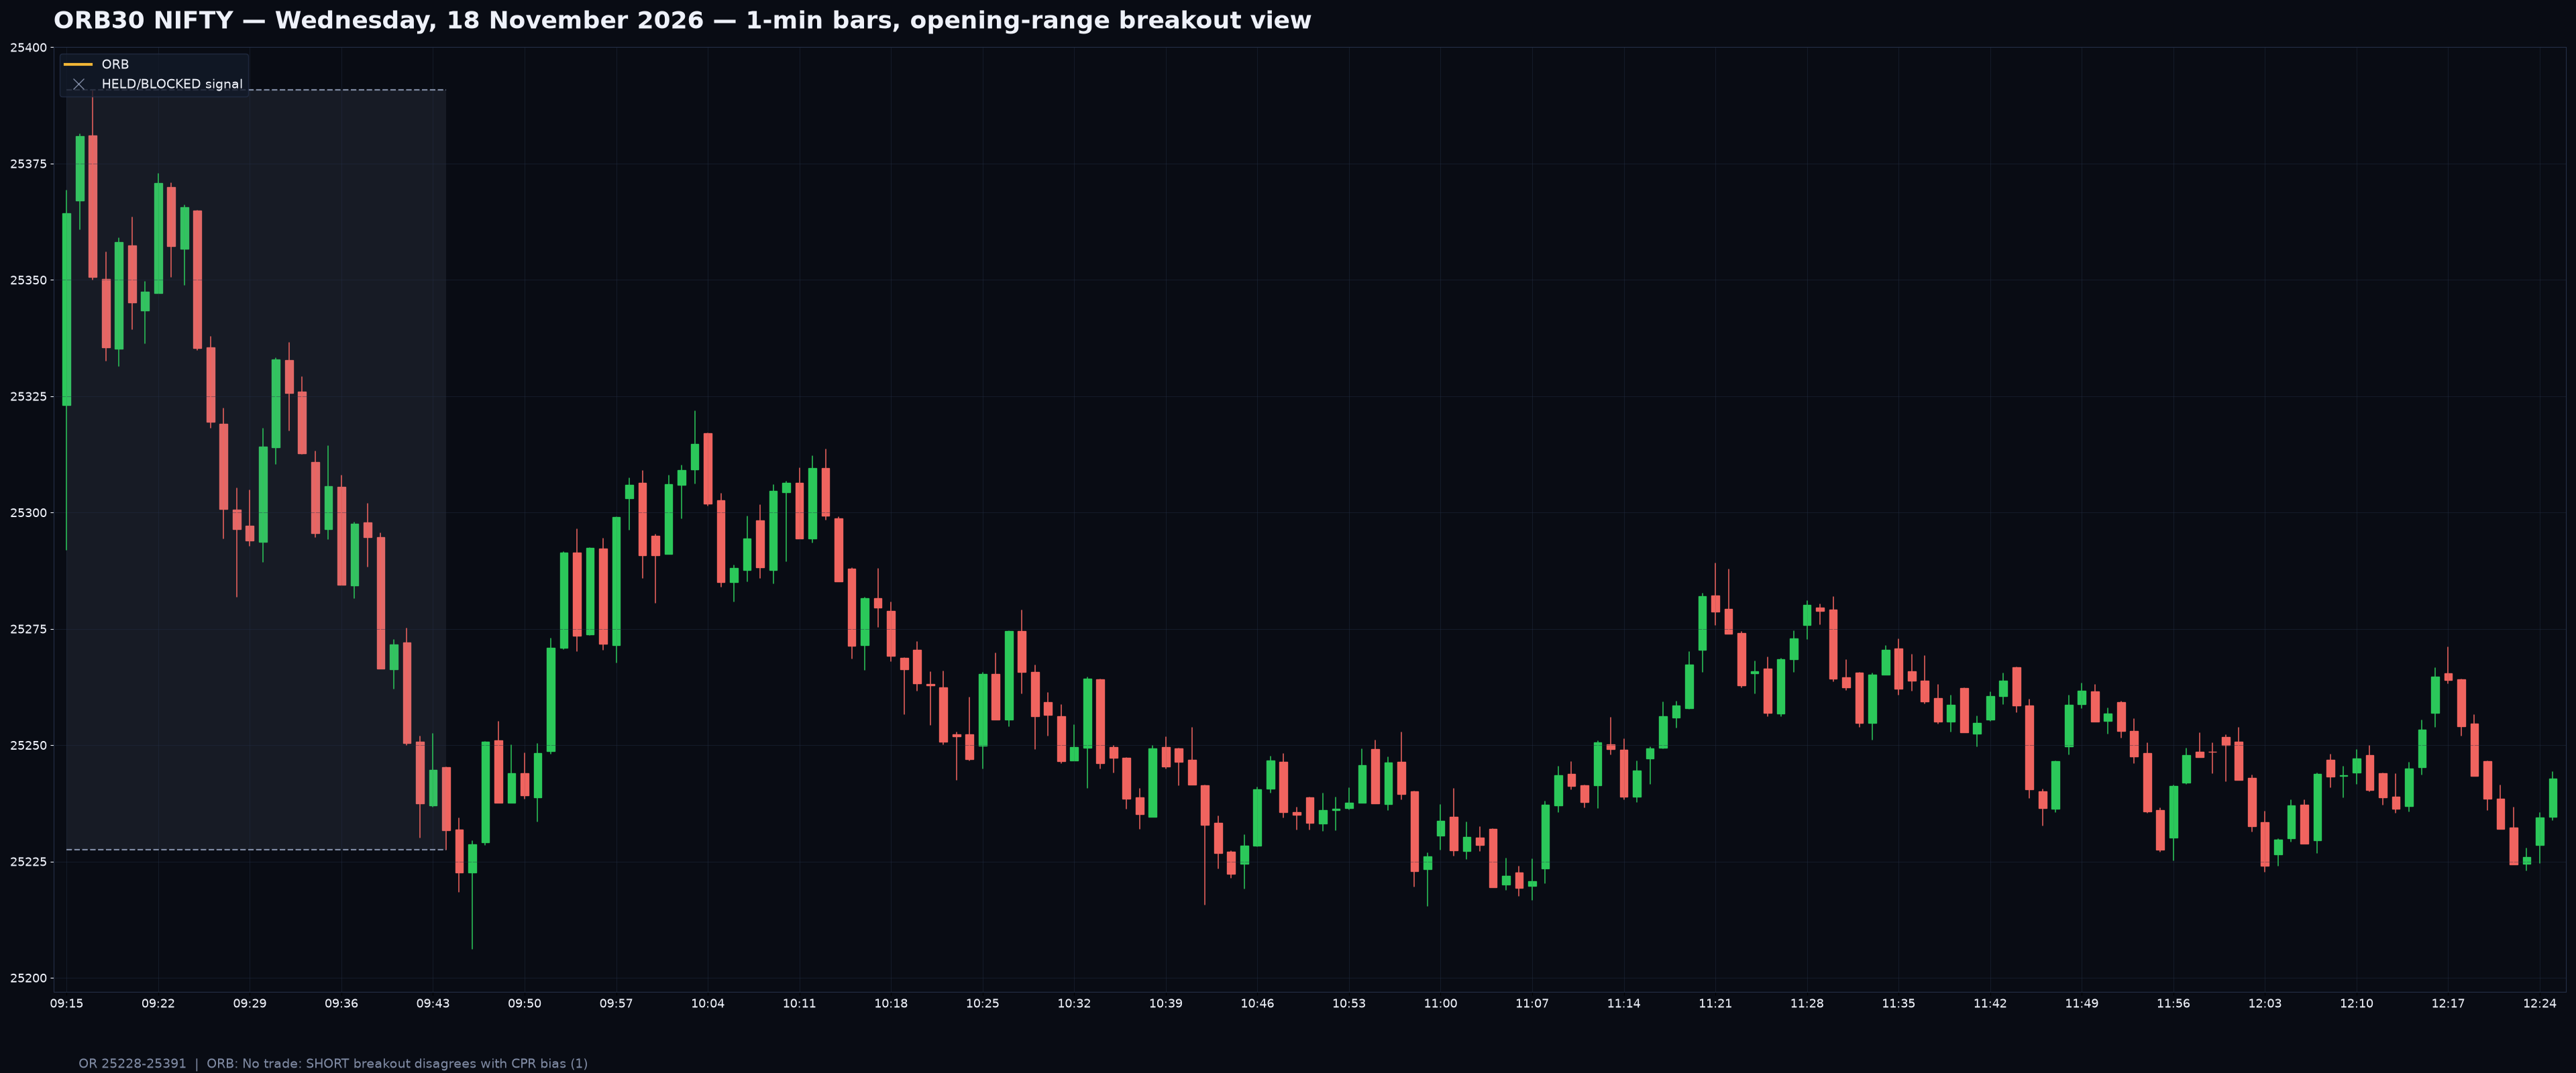 ORB30 NIFTY — Wednesday, 18 November 2026 — 1-min bars, opening-range breakout view
25400
ORB
HELD/BLOCKED signal
25375
25350
25325
25300
25275
25250
25225
25200
09:15 09:22 09:29 09:36 09:43 09:50 09:57 10:04 10:11 10:18 10:25 10:32 10:39 10:46 10:53 11:00 11:07 11:14 11:21 11:28 11:35 11:42 11:49 11:56 12:03 12:10 12:17 12:24
OR 25228-25391 | ORB: No trade: SHORT breakout disagrees with CPR bias (1)